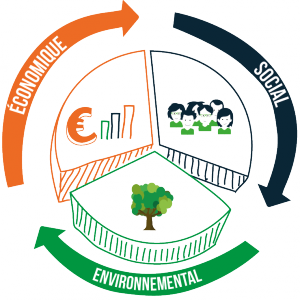 ÉCONOMIQUE
SOCIAL
€
ENVIRONNEMENTAL